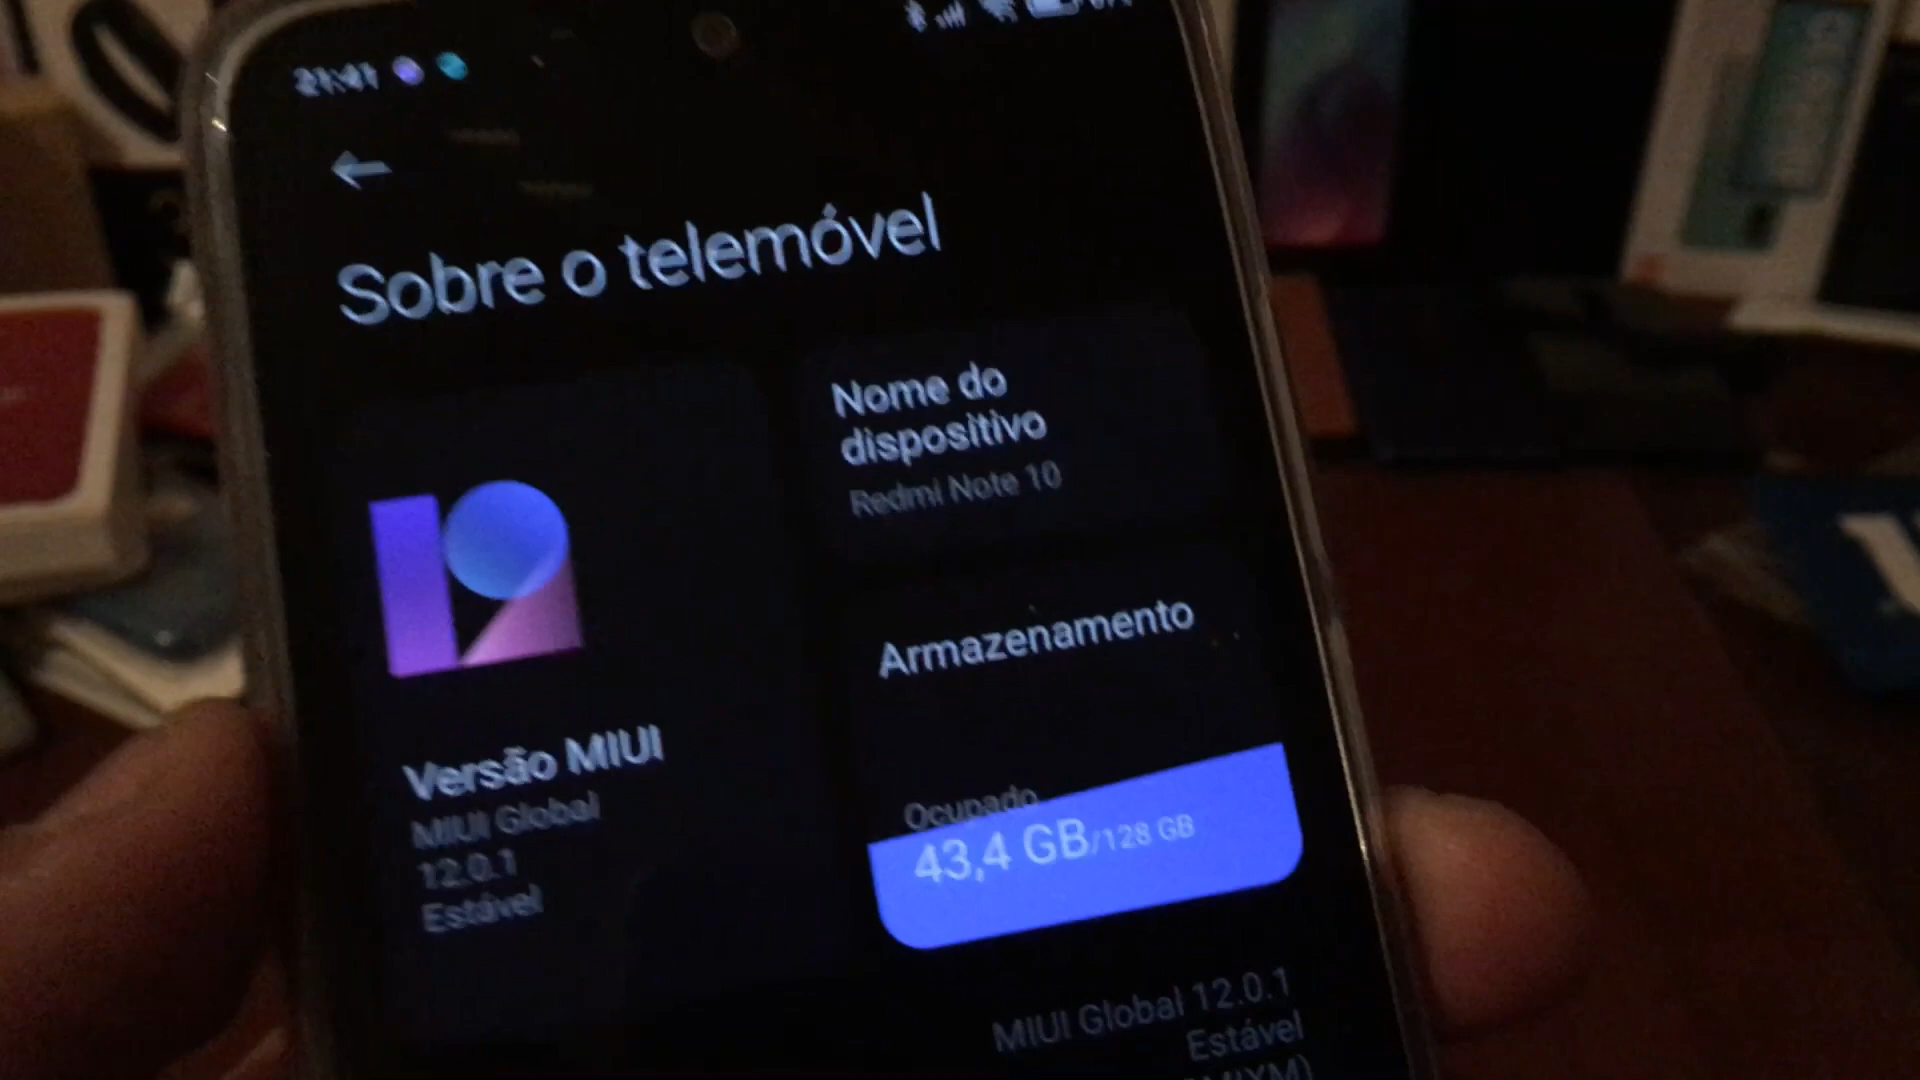 21:41
Sobre o telemóvel
Nome do
dispositivo
Redmi Note 10
Armazenamento
Ocupado
43,4 GB/128 GB
Versão MIUI
MIUI Global
12.0.1
Estável
MIUI Global 12.0.1
Estável